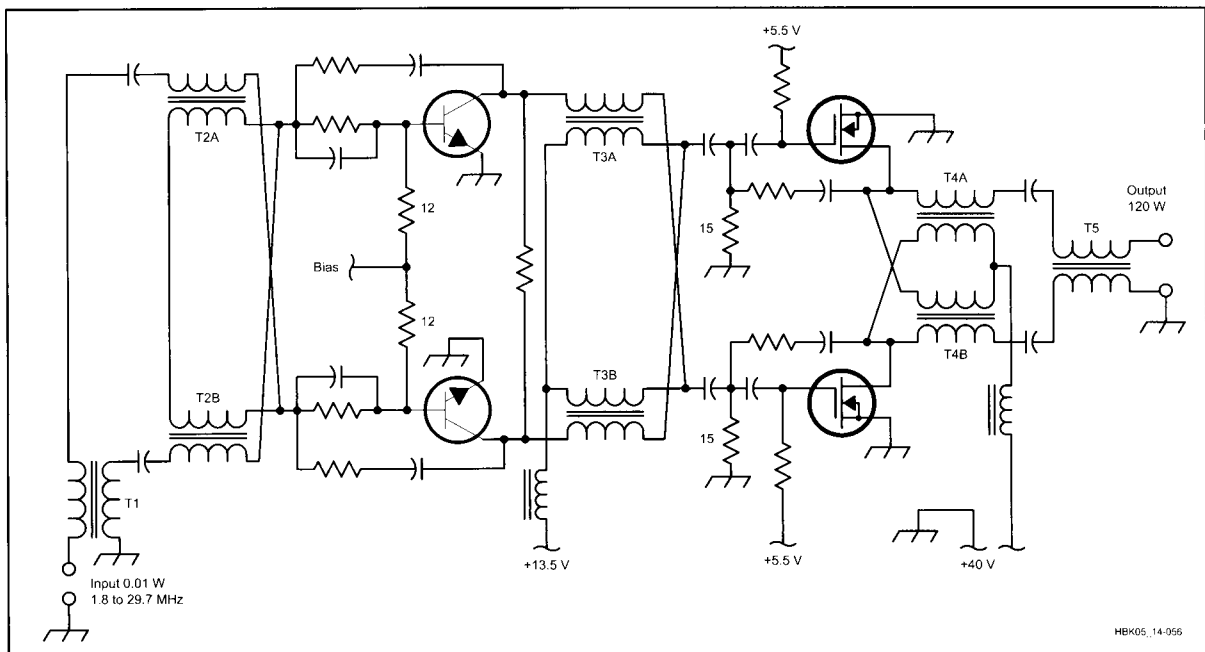 +5.5 V
T2A
T3A
T4A
Output
120 W
T5
12
15
Bias
12
T2B
T3B
T4B
15
T1
+13.5 V
+5.5 V
+40 V
Input 0.01 W
1.8 to 29.7 MHz
HBK05_14-056